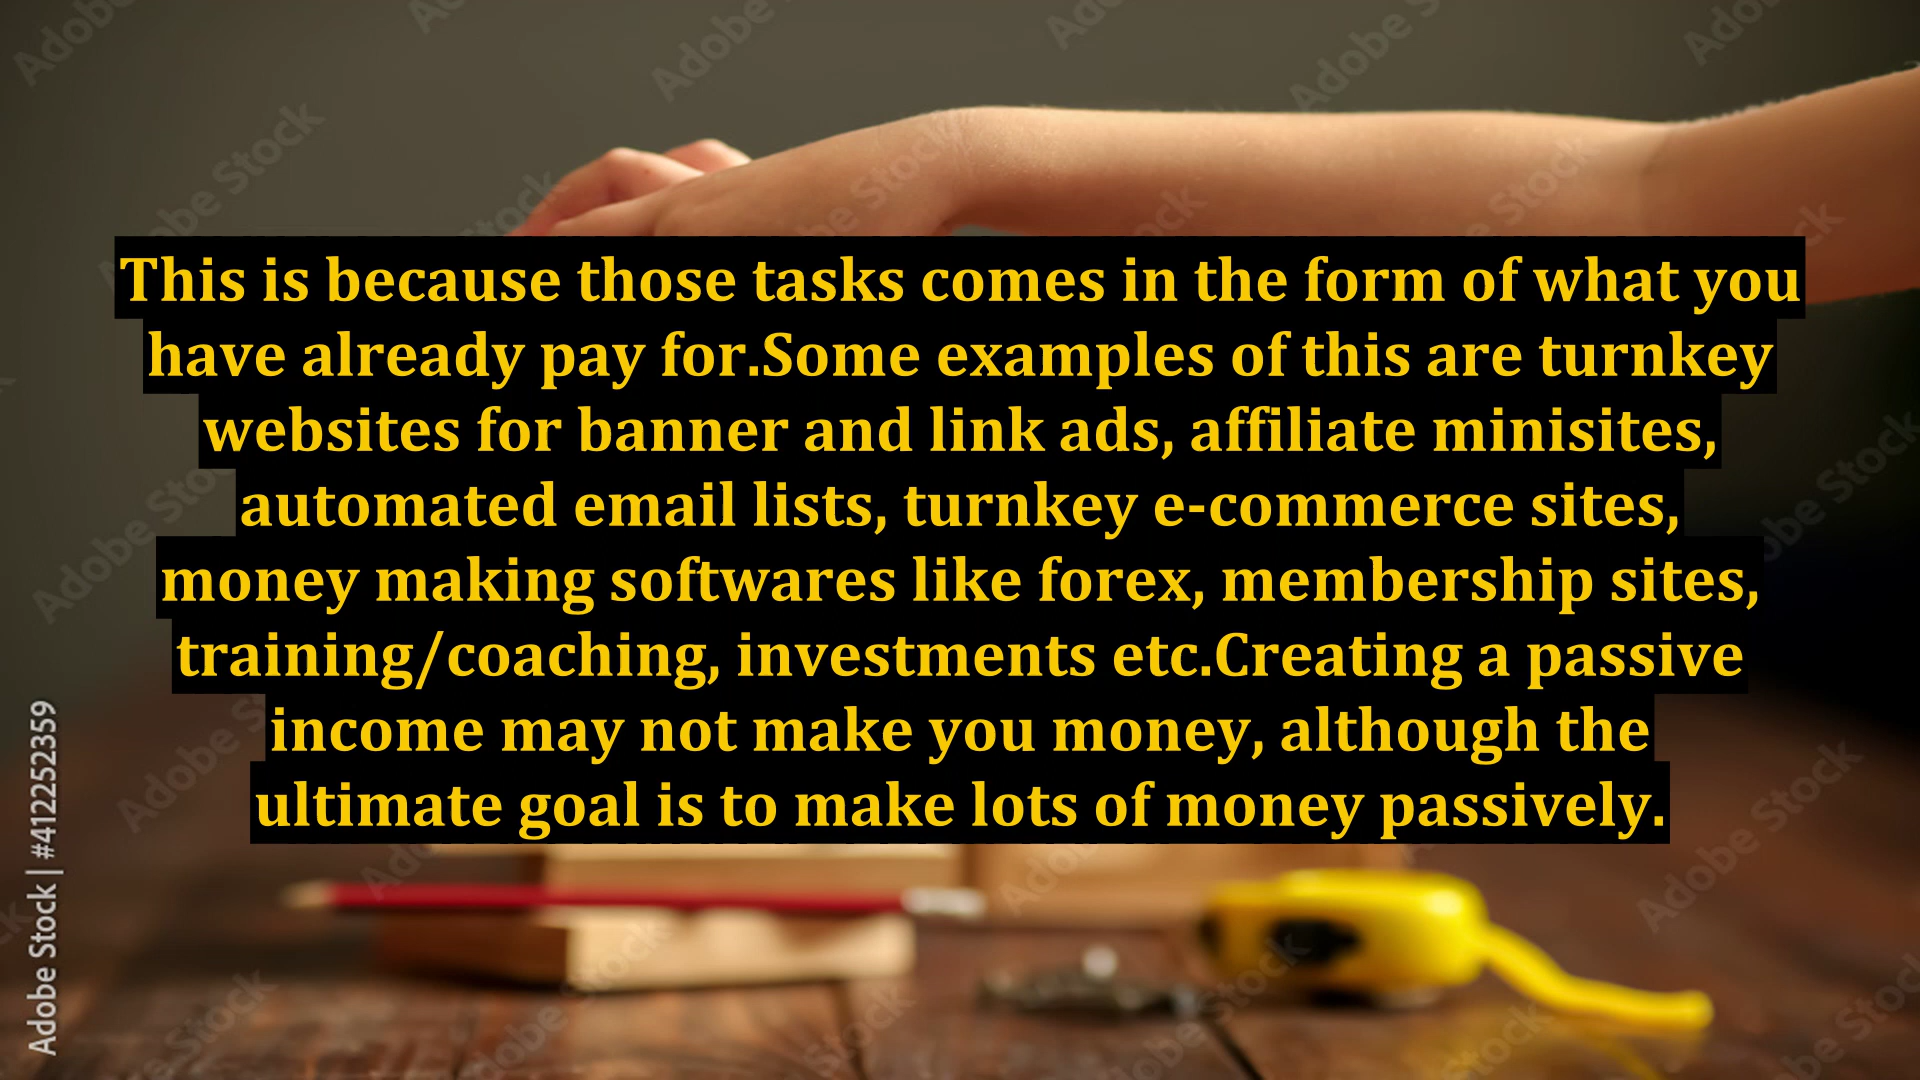 This is because those tasks comes in the form of what you
have already pay for.Some examples of this are turnkey
websites for banner and link ads, affiliate minisites,
automated email lists, turnkey e-commerce sites,
money making softwares like forex, membership sites,
training/coaching, investments etc.Creating a passive
income may not make you money, although the
ultimate goal is to make lots of money passively.
Adobe Stock | #412252359